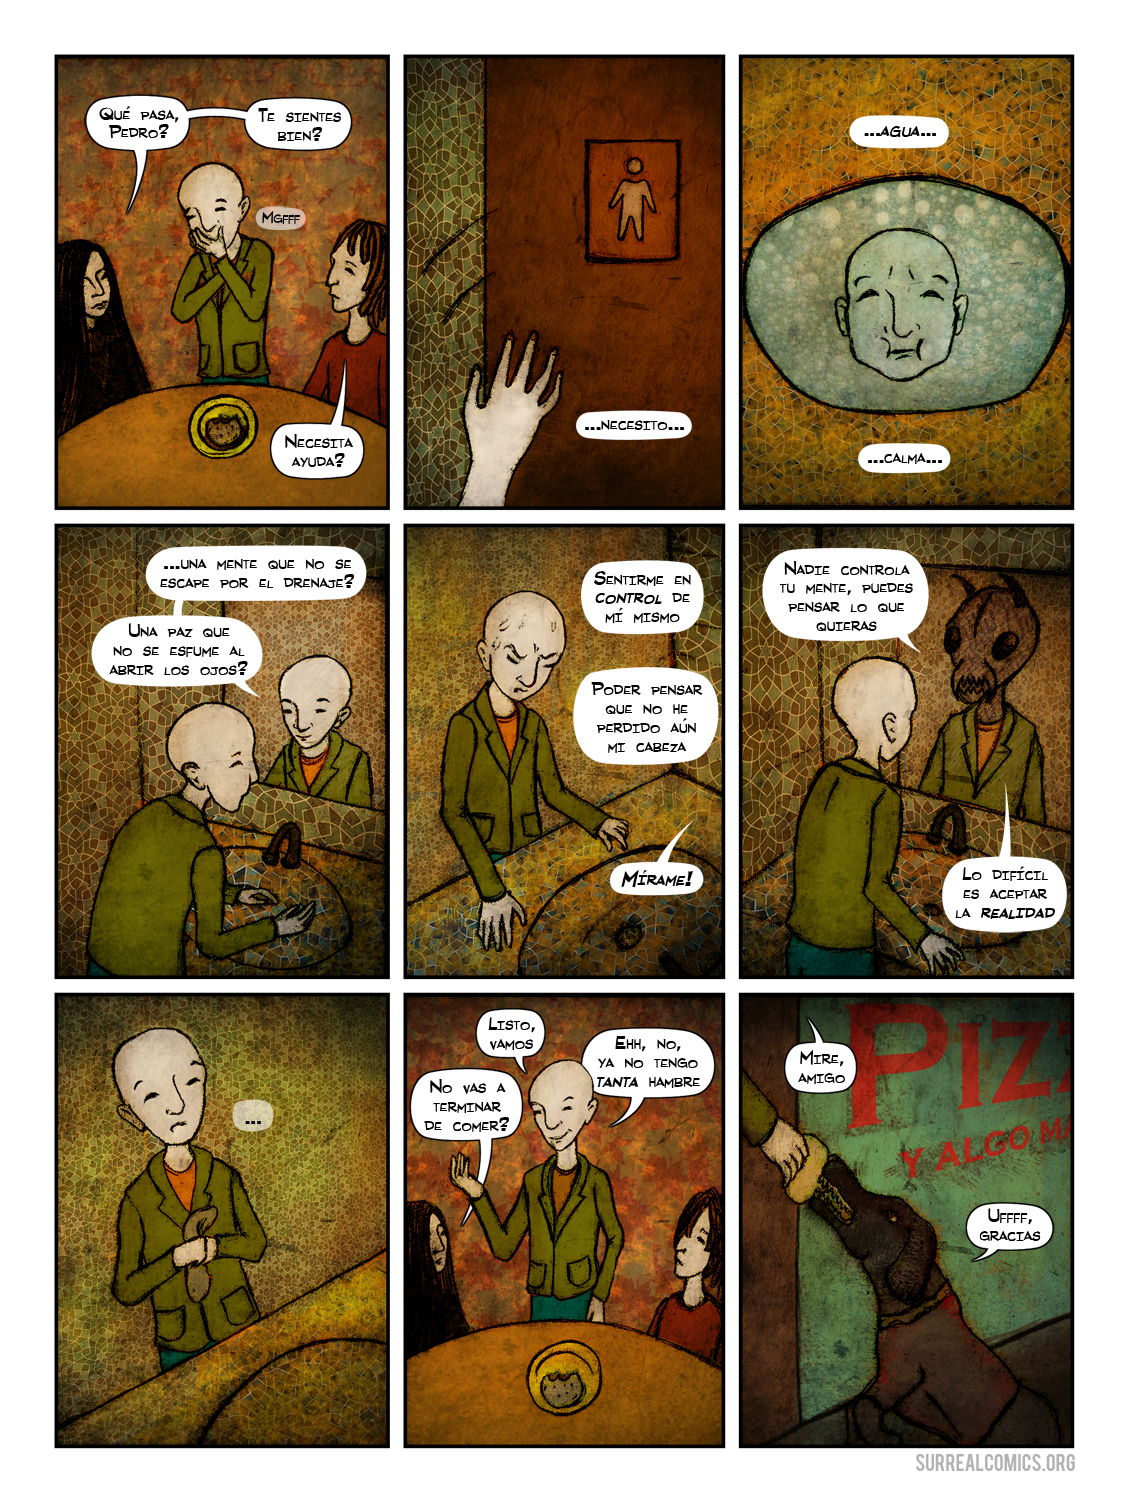 Qué pasa,
Pedro?
Te sientes
bien?
Mgfff
Necesita
ayuda?
...necesito...
...agua...
...calma...
...una mente que no se
escape por el drenaje?
Una paz que
no se esfume al
abrir los ojos?
Sentirme en
control de
mí mismo
Poder pensar
que no he
perdido aún
mi cabeza
Mírame!
Nadie controla
tu mente, puedes
pensar lo que
quieras
Lo difícil
es aceptar
la realidad
...
Listo,
vamos
No vas a
terminar
de comer?
Ehh, no,
ya no tengo
tanta hambre
Pizz
y algo má
Mire,
amigo
Uffff,
gracias
SURREALCOMICS.ORG